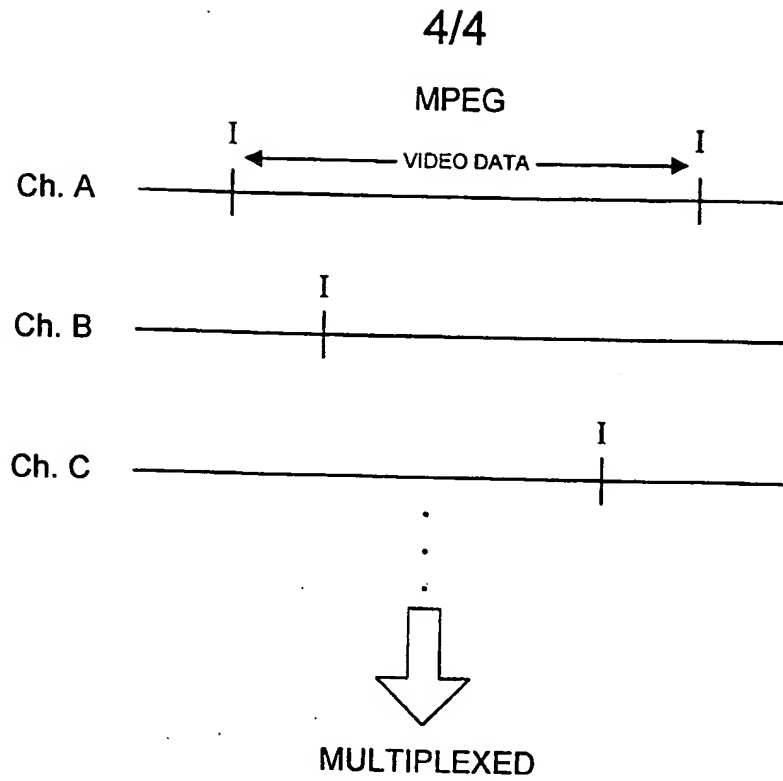 4/4
MPEG
I I
VIDEO DATA
Ch. A
I
Ch. B
I
Ch. C
MULTIPLEXED